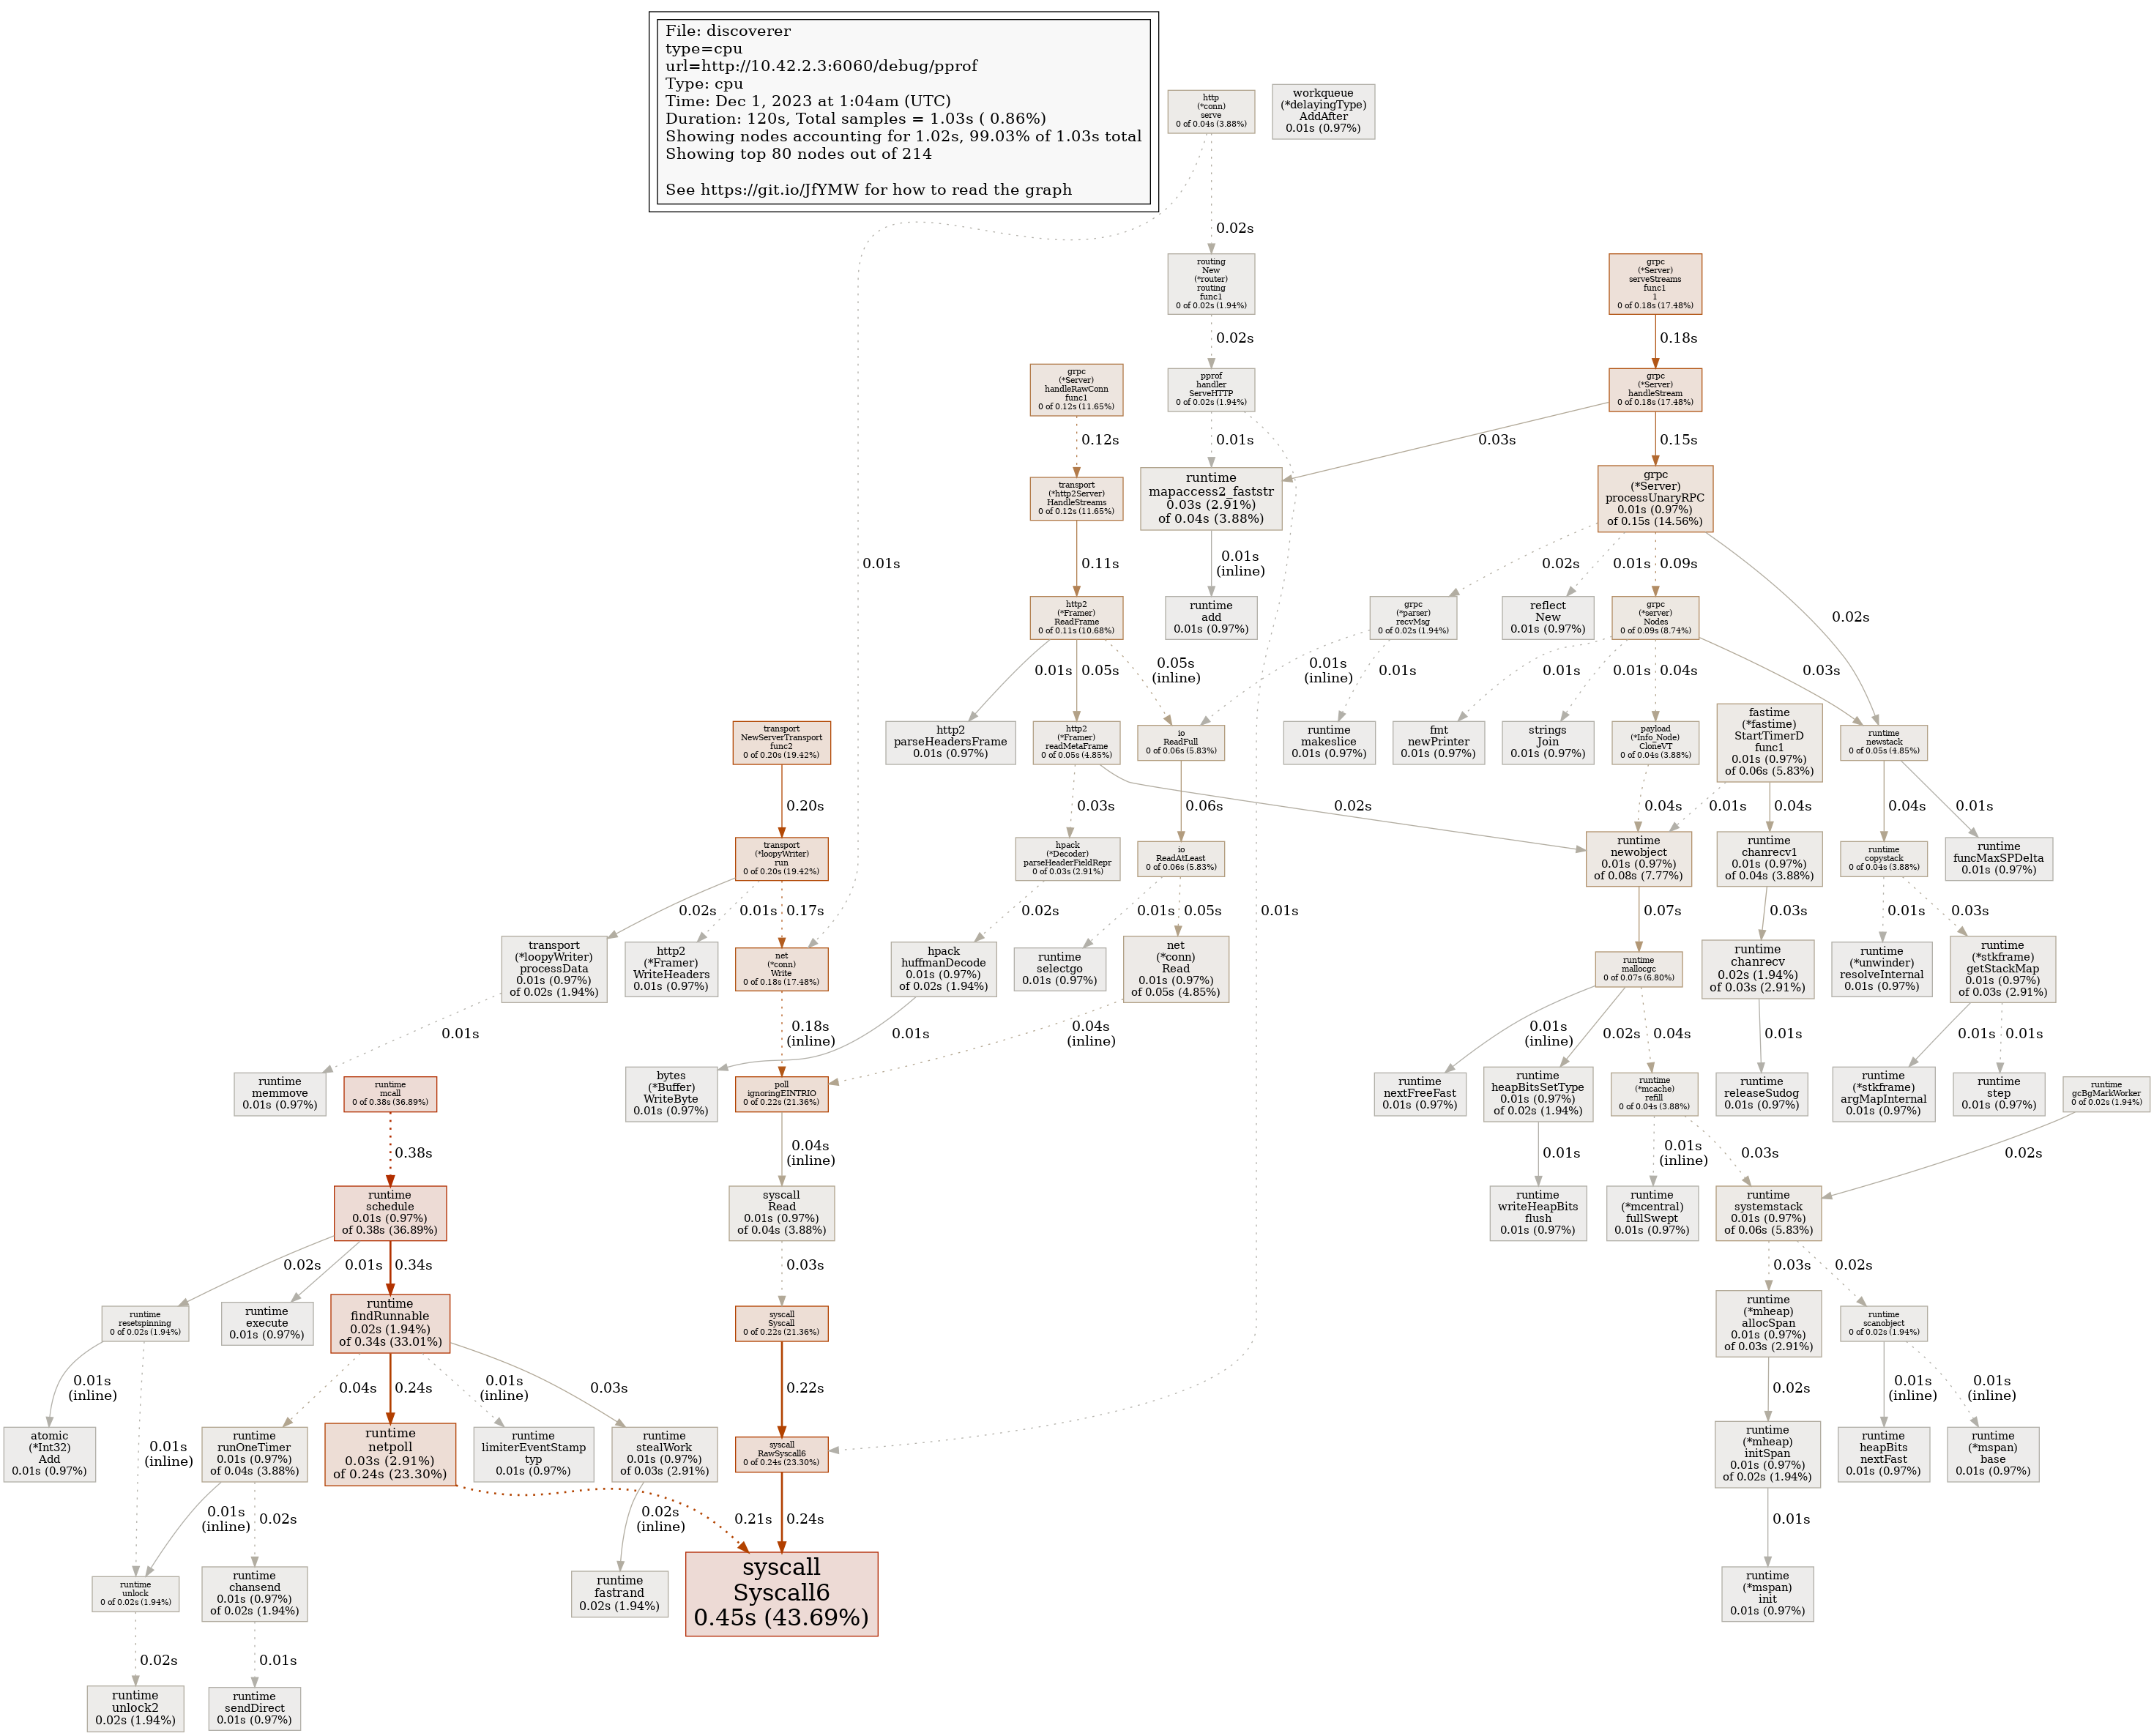 File: discoverer
type=cpu
url=http://10.42.2.3:6060/debug/pprof
Type: cpu
Time: Dec 1, 2023 at 1:04am (UTC)
Duration: 120s, Total samples = 1.03s ( 0.86%)
Showing nodes accounting for 1.02s, 99.03% of 1.03s total
Showing top 80 nodes out of 214
See https://git.io/JfYMW for how to read the graph
http
(*conn)
serve
0 of 0.04s (3.88%)
workqueue
(*delayingType)
AddAfter
0.01s (0.97%)
0.02s
0.01s
routing
New
(*router)
routing
func1
0 of 0.02s (1.94%)
grpc
(*Server)
serveStreams
func1
1
0 of 0.18s (17.48%)
0.02s
0.18s
grpc
(*Server)
handleRawConn
func1
0 of 0.12s (11.65%)
pprof
handler
ServeHTTP
0 of 0.02s (1.94%)
grpc
(*Server)
handleStream
0 of 0.18s (17.48%)
0.12s
0.01s
0.01s
0.03s
0.15s
transport
(*http2Server)
HandleStreams
0 of 0.12s (11.65%)
runtime
mapaccess2_faststr
0.03s (2.91%)
of 0.04s (3.88%)
grpc
(*Server)
processUnaryRPC
0.01s (0.97%)
of 0.15s (14.56%)
0.11s
0.01s
(inline)
0.02s
0.01s
0.09s
0.02s
http2
(*Framer)
ReadFrame
0 of 0.11s (10.68%)
runtime
add
0.01s (0.97%)
grpc
(*parser)
recvMsg
0 of 0.02s (1.94%)
reflect
New
0.01s (0.97%)
grpc
(*server)
Nodes
0 of 0.09s (8.74%)
0.01s
0.05s
0.05s
(inline)
0.01s
(inline)
0.01s
0.01s
0.01s
0.04s
0.03s
transport
NewServerTransport
func2
0 of 0.20s (19.42%)
http2
parseHeadersFrame
0.01s (0.97%)
http2
(*Framer)
readMetaFrame
0 of 0.05s (4.85%)
io
ReadFull
0 of 0.06s (5.83%)
runtime
makeslice
0.01s (0.97%)
fmt
newPrinter
0.01s (0.97%)
strings
Join
0.01s (0.97%)
payload
(*Info_Node)
CloneVT
0 of 0.04s (3.88%)
fastime
(*fastime)
StartTimerD
func1
0.01s (0.97%)
of 0.06s (5.83%)
runtime
newstack
0 of 0.05s (4.85%)
0.20s
0.03s
0.02s
0.06s
0.04s
0.01s
0.04s
0.04s
0.01s
transport
(*loopyWriter)
run
0 of 0.20s (19.42%)
hpack
(*Decoder)
parseHeaderFieldRepr
0 of 0.03s (2.91%)
io
ReadAtLeast
0 of 0.06s (5.83%)
runtime
newobject
0.01s (0.97%)
of 0.08s (7.77%)
runtime
chanrecv1
0.01s (0.97%)
of 0.04s (3.88%)
runtime
copystack
0 of 0.04s (3.88%)
runtime
funcMaxSPDelta
0.01s (0.97%)
0.02s
0.01s
0.17s
0.02s
0.01s
0.05s
0.07s
0.03s
0.01s
0.03s
transport
(*loopyWriter)
processData
0.01s (0.97%)
of 0.02s (1.94%)
http2
(*Framer)
WriteHeaders
0.01s (0.97%)
net
(*conn)
Write
0 of 0.18s (17.48%)
hpack
huffmanDecode
0.01s (0.97%)
of 0.02s (1.94%)
runtime
selectgo
0.01s (0.97%)
net
(*conn)
Read
0.01s (0.97%)
of 0.05s (4.85%)
runtime
mallocgc
0 of 0.07s (6.80%)
runtime
chanrecv
0.02s (1.94%)
of 0.03s (2.91%)
runtime
(*unwinder)
resolveInternal
0.01s (0.97%)
runtime
(*stkframe)
getStackMap
0.01s (0.97%)
of 0.03s (2.91%)
0.01s
0.18s
(inline)
0.01s
0.04s
(inline)
0.01s
(inline)
0.02s
0.04s
0.01s
0.01s
0.01s
runtime
memmove
0.01s (0.97%)
runtime
mcall
0 of 0.38s (36.89%)
bytes
(*Buffer)
WriteByte
0.01s (0.97%)
poll
ignoringEINTRIO
0 of 0.22s (21.36%)
runtime
nextFreeFast
0.01s (0.97%)
runtime
heapBitsSetType
0.01s (0.97%)
of 0.02s (1.94%)
runtime
(*mcache)
refill
0 of 0.04s (3.88%)
runtime
releaseSudog
0.01s (0.97%)
runtime
(*stkframe)
argMapInternal
0.01s (0.97%)
runtime
step
0.01s (0.97%)
runtime
gcBgMarkWorker
0 of 0.02s (1.94%)
0.38s
0.04s
(inline)
0.01s
0.01s
(inline)
0.03s
0.02s
runtime
schedule
0.01s (0.97%)
of 0.38s (36.89%)
syscall
Read
0.01s (0.97%)
of 0.04s (3.88%)
runtime
writeHeapBits
flush
0.01s (0.97%)
runtime
(*mcentral)
fullSwept
0.01s (0.97%)
runtime
systemstack
0.01s (0.97%)
of 0.06s (5.83%)
0.02s
0.01s
0.34s
0.03s
0.03s
0.02s
runtime
resetspinning
0 of 0.02s (1.94%)
runtime
execute
0.01s (0.97%)
runtime
findRunnable
0.02s (1.94%)
of 0.34s (33.01%)
syscall
Syscall
0 of 0.22s (21.36%)
runtime
(*mheap)
allocSpan
0.01s (0.97%)
of 0.03s (2.91%)
runtime
scanobject
0 of 0.02s (1.94%)
0.01s
(inline)
0.01s
(inline)
0.04s
0.24s
0.01s
(inline)
0.03s
0.22s
0.02s
0.01s
(inline)
0.01s
(inline)
atomic
(*Int32)
Add
0.01s (0.97%)
runtime
runOneTimer
0.01s (0.97%)
of 0.04s (3.88%)
runtime
netpoll
0.03s (2.91%)
of 0.24s (23.30%)
runtime
limiterEventStamp
typ
0.01s (0.97%)
runtime
stealWork
0.01s (0.97%)
of 0.03s (2.91%)
syscall
RawSyscall6
0 of 0.24s (23.30%)
runtime
(*mheap)
initSpan
0.01s (0.97%)
of 0.02s (1.94%)
runtime
heapBits
nextFast
0.01s (0.97%)
runtime
(*mspan)
base
0.01s (0.97%)
0.01s
(inline)
0.02s
0.02s
(inline)
0.21s
0.24s
0.01s
runtime
unlock
0 of 0.02s (1.94%)
runtime
chansend
0.01s (0.97%)
of 0.02s (1.94%)
runtime
fastrand
0.02s (1.94%)
syscall
Syscall6
0.45s (43.69%)
runtime
(*mspan)
init
0.01s (0.97%)
0.02s
0.01s
runtime
unlock2
0.02s (1.94%)
runtime
sendDirect
0.01s (0.97%)